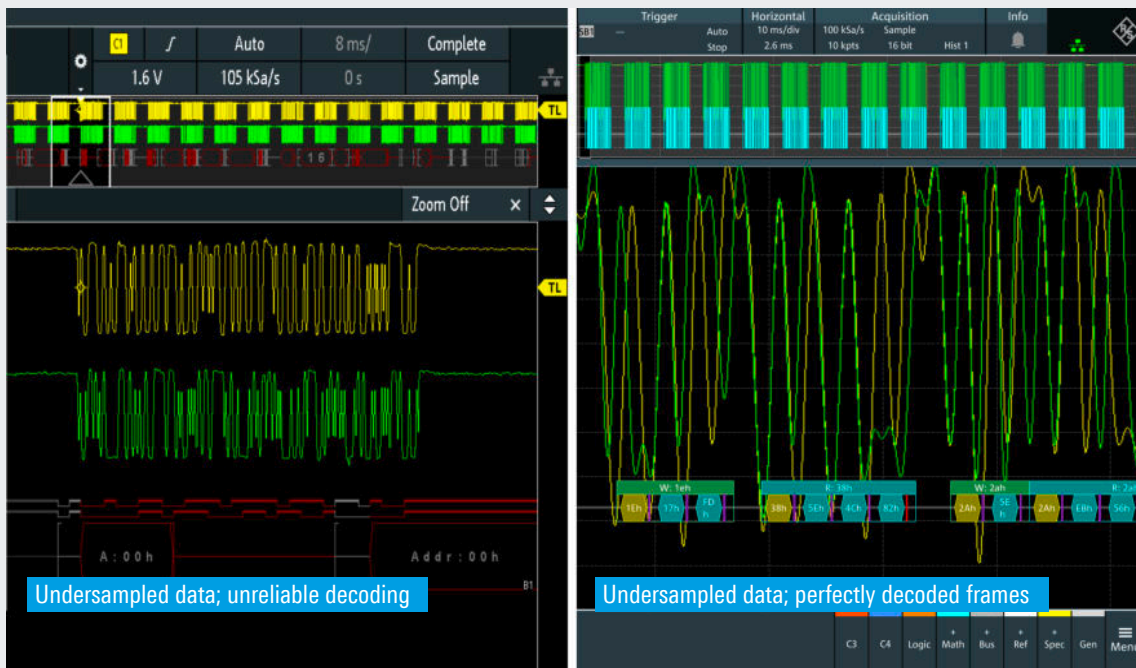 C1
Auto
8 ms/
Complete
1.6 V
105 kSa/s
0 s
Sample
TL
16
Zoom Off
×
TL
A:00h
Addr:00h
B1
Undersampled data; unreliable decoding
Trigger
Horizontal
Acquisition
Info
SB1
Auto
10 ms/div
100 kSa/s
Sample
Stop
2.6 ms
10 kpts
16 bit
Hist 1
R&S
W: 1eh
R: 38h
W: 2ah
R: 2ah
1Eh
17h
FD
h
38h
5Eh
4Ch
82h
2Ah
5E
h
2Ah
E8h
56h
Undersampled data; perfectly decoded frames
C3
C4
Logic
+
Math
+
Bus
+
Ref
+
Spec
Gen
Menu